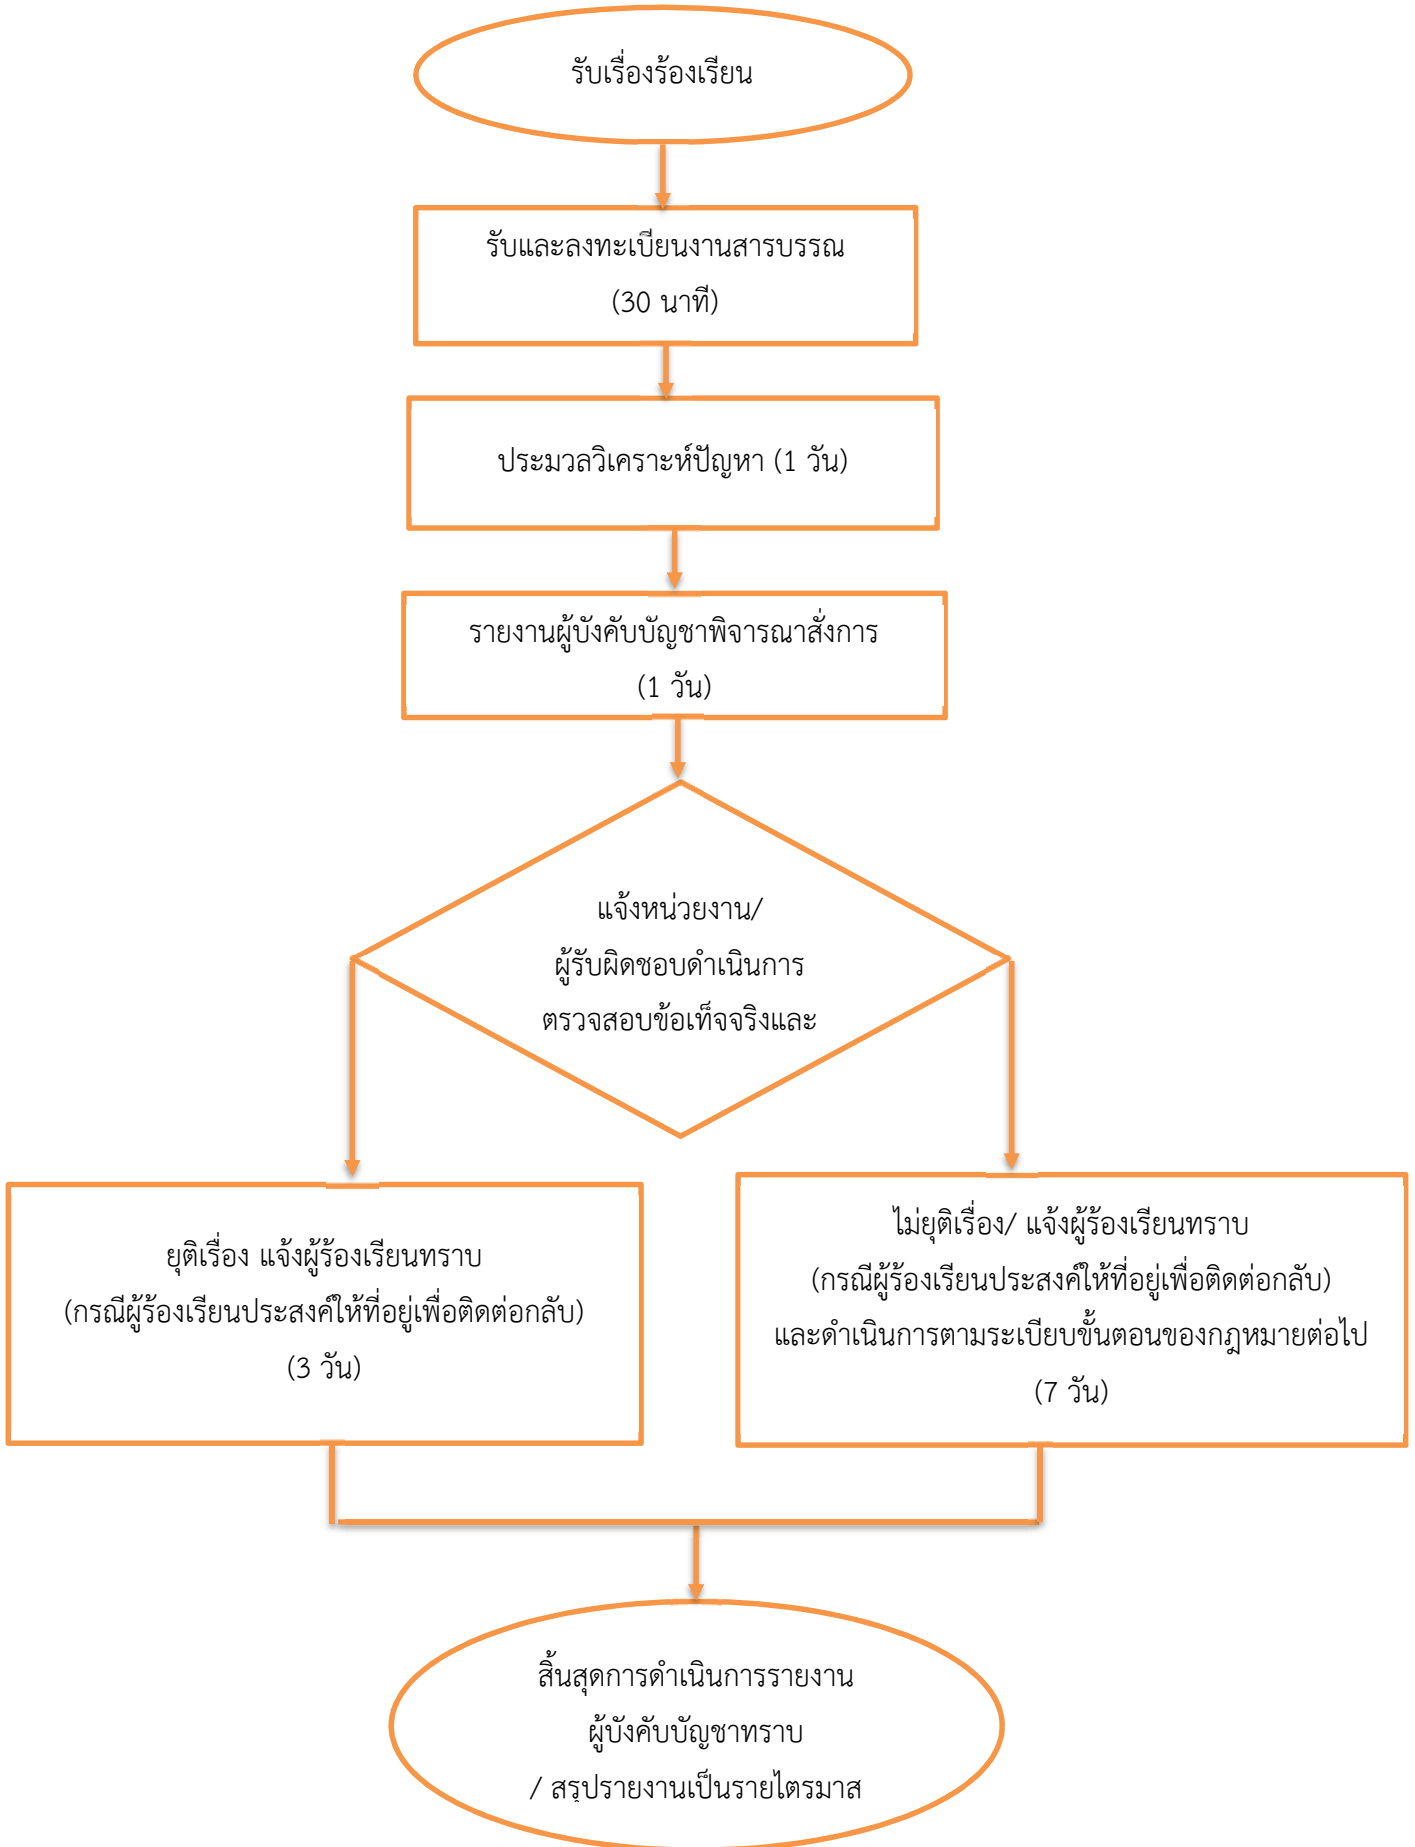 รับเรื่องร้องเรียน
รับและลงทะเบียนงานสารบรรณ
(30 นาที)
ประมวลวิเคราะห์ปัญหา (1 วัน)
รายงานผู้บังคับบัญชาพิจารณาสั่งการ
(1 วัน)
แจ้งหน่วยงาน/
ผู้รับผิดชอบดำเนินการ
ตรวจสอบข้อเท็จจริงและ
ยุติเรื่อง แจ้งผู้ร้องเรียนทราบ
(กรณีผู้ร้องเรียนประสงค์ให้ที่อยู่เพื่อติดต่อกลับ)
(3 วัน)
ไม่ยุติเรื่อง/ แจ้งผู้ร้องเรียนทราบ
(กรณีผู้ร้องเรียนประสงค์ให้ที่อยู่เพื่อติดต่อกลับ)
และดำเนินการตามระเบียบขั้นตอนของกฎหมายต่อไป
(7 วัน)
สิ้นสุดการดำเนินการรายงาน
ผู้บังคับบัญชาทราบ
/ สรุปรายงานเป็นรายไตรมาส